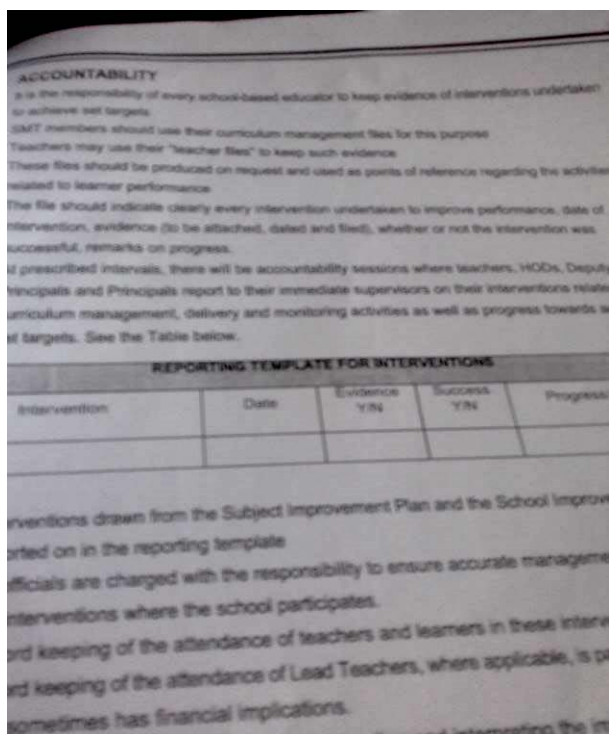 ACCOUNTABILITY
It is the responsibility of every school-based educator to keep evidence of interventions undertaken
to achieve set targets
SMT members should use their curriculum management files for this purpose
Teachers may use their "teacher files" to keep such evidence
These files should be produced on request and used as points of reference regarding the activities
related to learner performance
The file should indicate clearly every intervention undertaken to improve performance, date of
intervention, evidence (to be attached, dated and filed), whether or not the intervention was
successful, remarks on progress.
At prescribed intervals, there will be accountability sessions where teachers, HODs, Deputy
Principals and Principals report to their immediate supervisors on their interventions relate
curriculum management, delivery and monitoring activities as well as progress towards
et targets. See the Table below.
REPORTING TEMPLATE FOR INTERVENTIONS
Intervention Date Evidence Y/N Success Y/N Progress
erventions drawn from the Subject Improvement Plan and the School Improv
orted on in the reporting template
officials are charged with the responsibility to ensure accurate manageme
interventions where the school participates.
ord keeping of the attendance of teachers and learners in these interv
ord keeping of the attendance of Lead Teachers, where applicable, is pa
sometimes has financial implications.
the